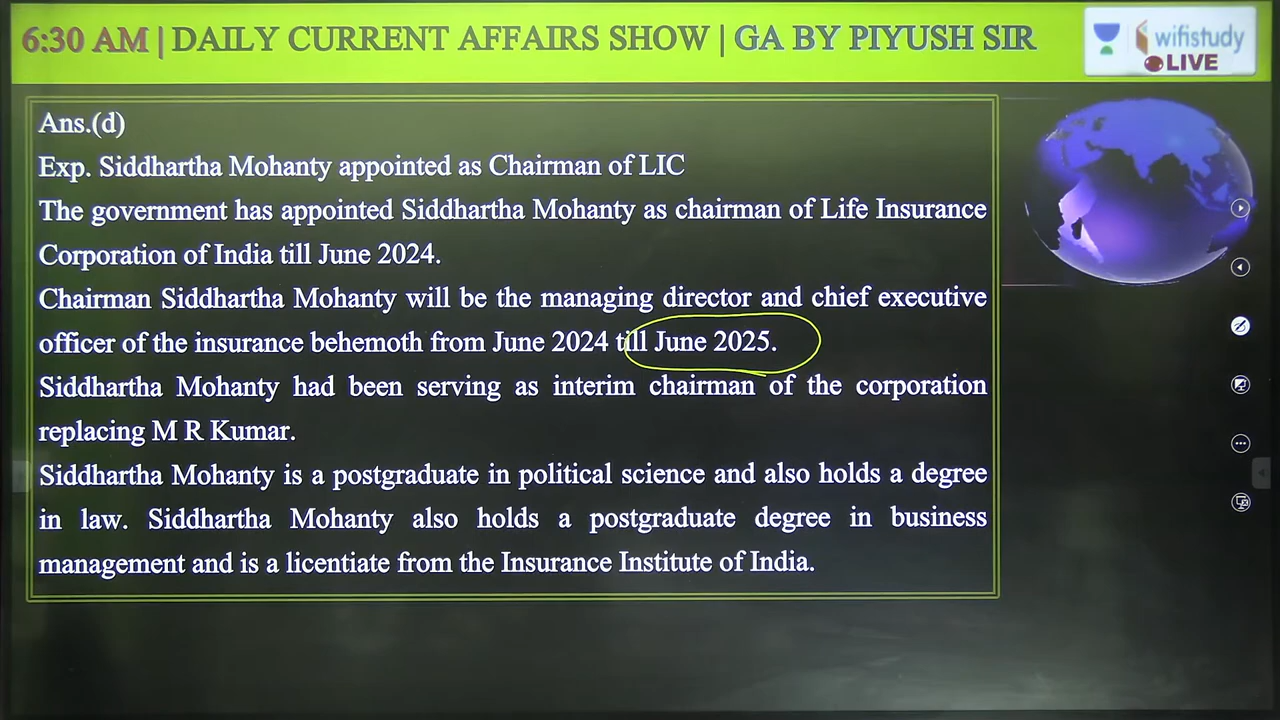 6:30 AM | DAILY CURRENT AFFAIRS SHOW | GA BY PIYUSH SIR
wifistudy
LIVE
Ans.(d)
Exp. Siddhartha Mohanty appointed as Chairman of LIC
The government has appointed Siddhartha Mohanty as chairman of Life Insurance
Corporation of India till June 2024.
Chairman Siddhartha Mohanty will be the managing director and chief executive
officer of the insurance behemoth from June 2024 till June 2025.
Siddhartha Mohanty had been serving as interim chairman of the corporation
replacing M R Kumar.
Siddhartha Mohanty is a postgraduate in political science and also holds a degree
in law. Siddhartha Mohanty also holds a postgraduate degree in business
management and is a licentiate from the Insurance Institute of India.